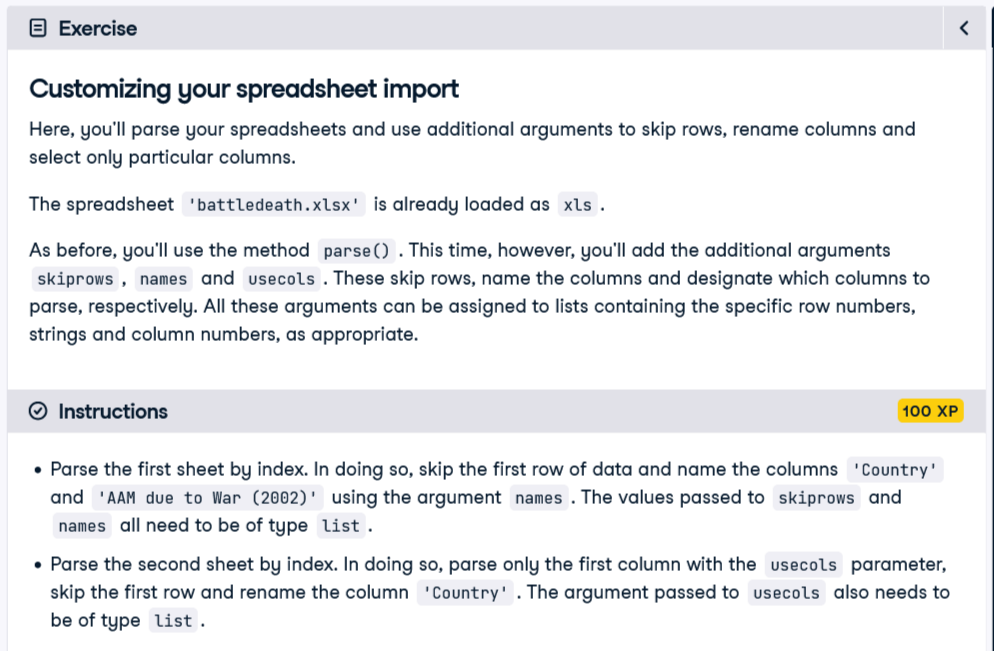 Exercise
Customizing your spreadsheet import
Here, you'll parse your spreadsheets and use additional arguments to skip rows, rename columns and
select only particular columns.
The spreadsheet 'battledeath.xlsx' is already loaded as xls.
As before, you'll use the method parse(). This time, however, you'll add the additional arguments
skiprows, names and usecols. These skip rows, name the columns and designate which columns to
parse, respectively. All these arguments can be assigned to lists containing the specific row numbers,
strings and column numbers, as appropriate.
Instructions
100 XP
• Parse the first sheet by index. In doing so, skip the first row of data and name the columns 'Country'
and 'AAM due to War (2002)' using the argument names. The values passed to skiprows and
names all need to be of type list.
• Parse the second sheet by index. In doing so, parse only the first column with the usecols parameter,
skip the first row and rename the column 'Country'. The argument passed to usecols also needs to
be of type list.